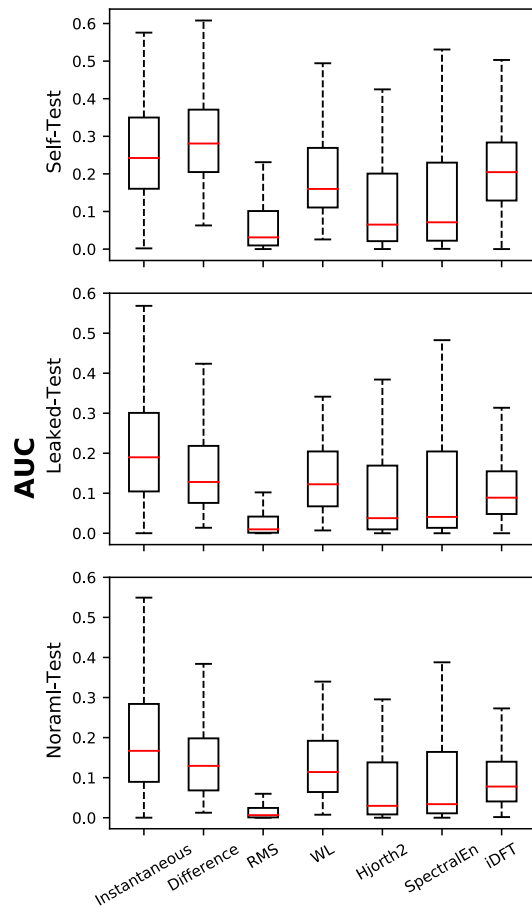 0.6
0.5
0.4
0.3
0.2
0.1
0.0
Self-Test
0.6
0.5
0.4
0.3
0.2
0.1
0.0
Leaked-Test
AUC
0.6
0.5
0.4
0.3
0.2
0.1
0.0
Noraml-Test
Instantaneous
Difference
RMS
WL
Hjorth2
SpectralEn
iDFT